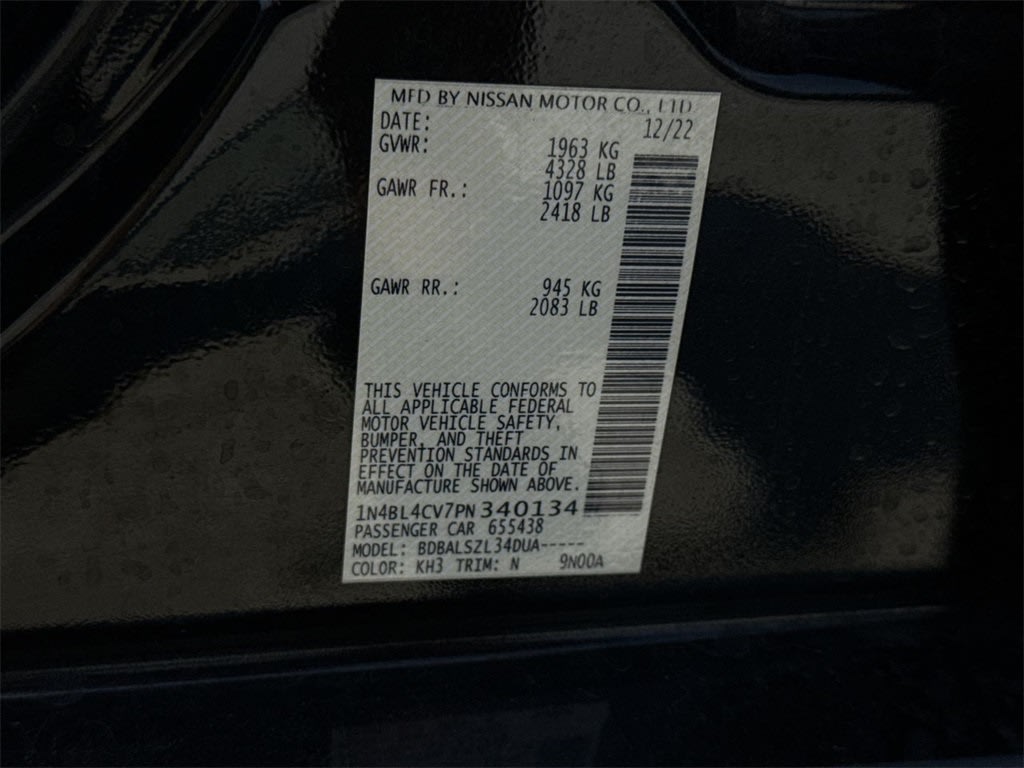 MFD BY NISSAN MOTOR CO., LTD.
DATE: 12/22
GVWR: 1963 KG
4328 LB
GAWR FR.: 1097 KG
2418 LB
GAWR RR.: 945 KG
2083 LB
THIS VEHICLE CONFORMS TO
ALL APPLICABLE FEDERAL
MOTOR VEHICLE SAFETY,
BUMPER, AND THEFT
PREVENTION STANDARDS IN
EFFECT ON THE DATE OF
MANUFACTURE SHOWN ABOVE.
1N4BL4CV7PN340134
PASSENGER CAR 655438
MODEL: BDBALSZL34DUA-----
COLOR: KH3 TRIM: N 9N00A